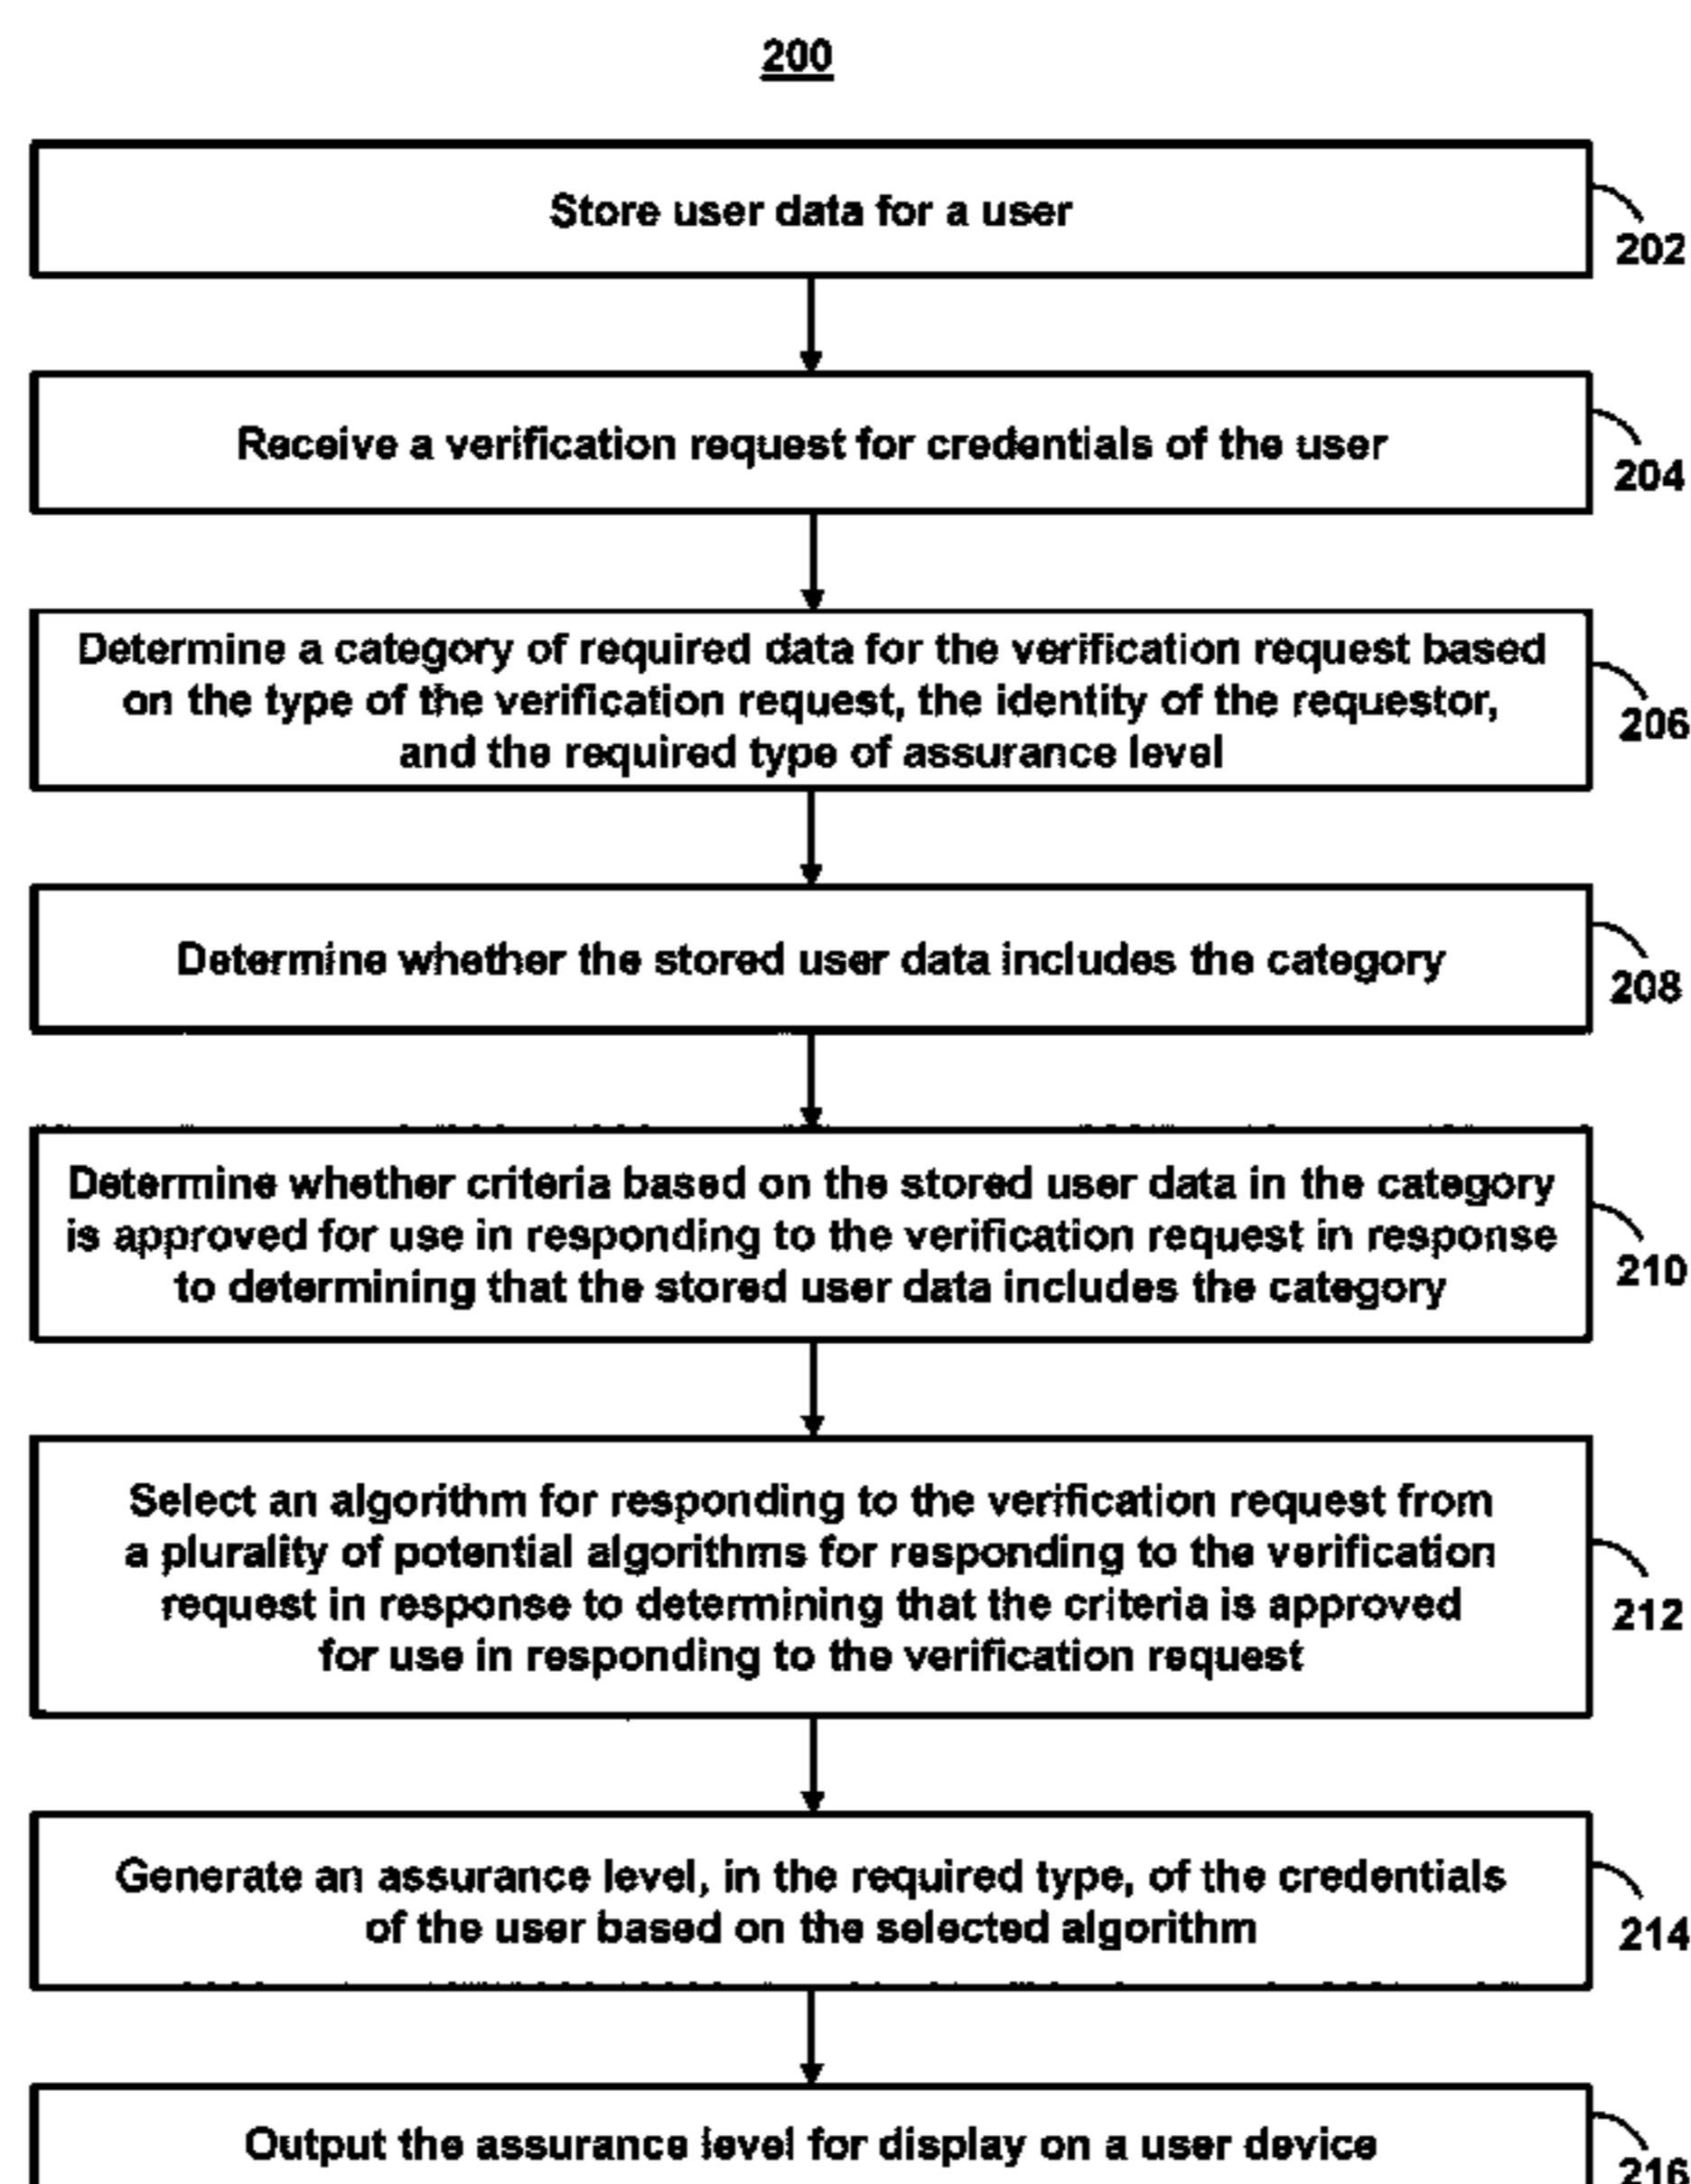 200
Store user data for a user
202
Receive a verification request for credentials of the user
204
Determine a category of required data for the verification request based
on the type of the verification request, the identity of the requestor,
and the required type of assurance level
206
Determine whether the stored user data includes the category
208
Determine whether criteria based on the stored user data in the category
is approved for use in responding to the verification request in response
to determining that the stored user data includes the category
210
Select an algorithm for responding to the verification request from
a plurality of potential algorithms for responding to the verification
request in response to determining that the criteria is approved
for use in responding to the verification request
212
Generate an assurance level, in the required type, of the credentials
of the user based on the selected algorithm
214
Output the assurance level for display on a user device
216